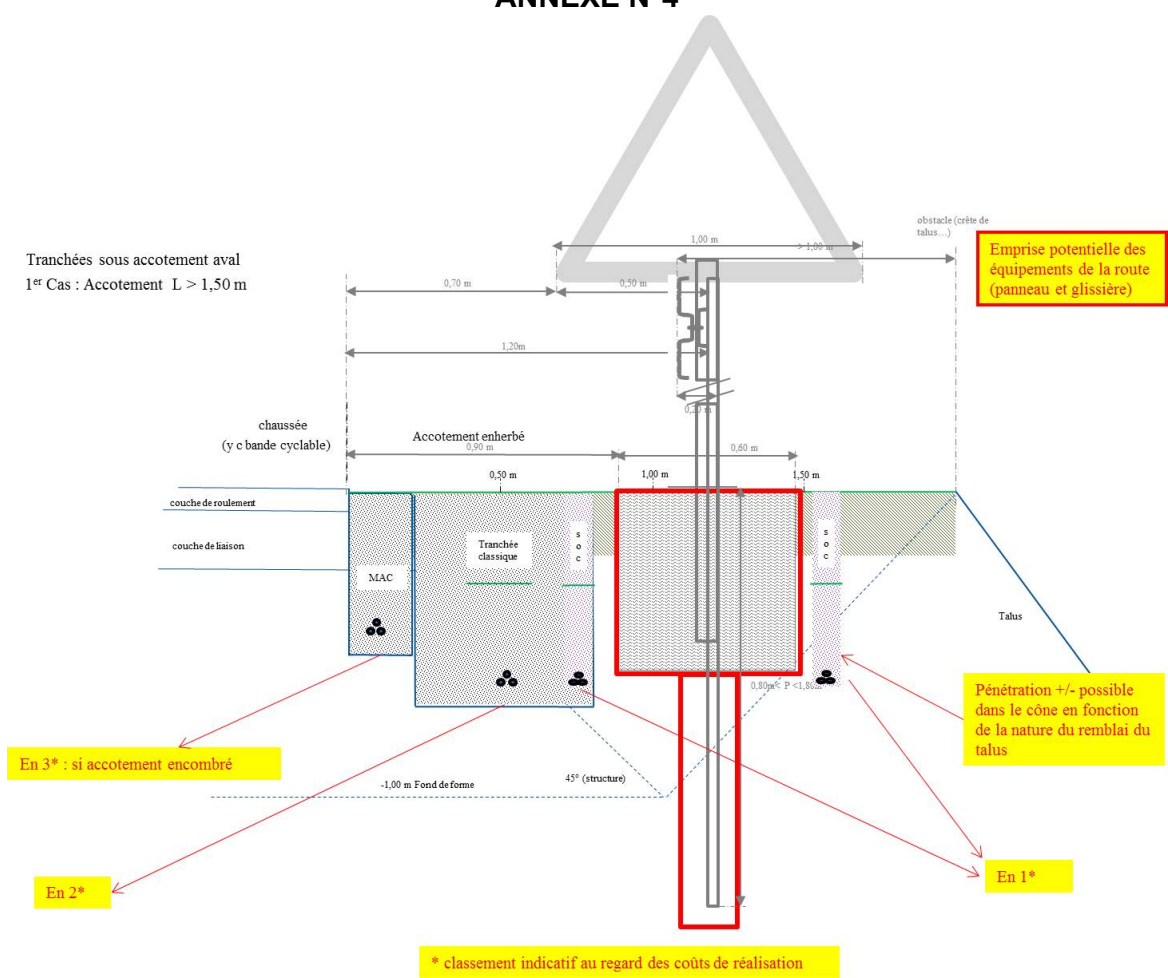 ANNEXE N°4
obstacle (crête de
talus…)
1,00 m
> 1,00 m
Tranchées sous accotement aval
1er Cas : Accotement L > 1,50 m
Emprise potentielle des
équipements de la route
(panneau et glissière)
0,70 m
0,50 m
1,20m
0,20 m
chaussée
(y c bande cyclable)
Accotement enherbé
0,90 m
0,60 m
0,50 m
1,00 m
1,50 m
couche de roulement
couche de liaison
MAC
Tranchée
classique
s
o
c
s
o
c
Talus
0,80m< P <1,80m
Pénétration +/- possible
dans le cône en fonction
de la nature du remblai du
talus
En 3* : si accotement encombré
-1,00 m Fond de forme
45° (structure)
En 2*
En 1*
* classement indicatif au regard des coûts de réalisation